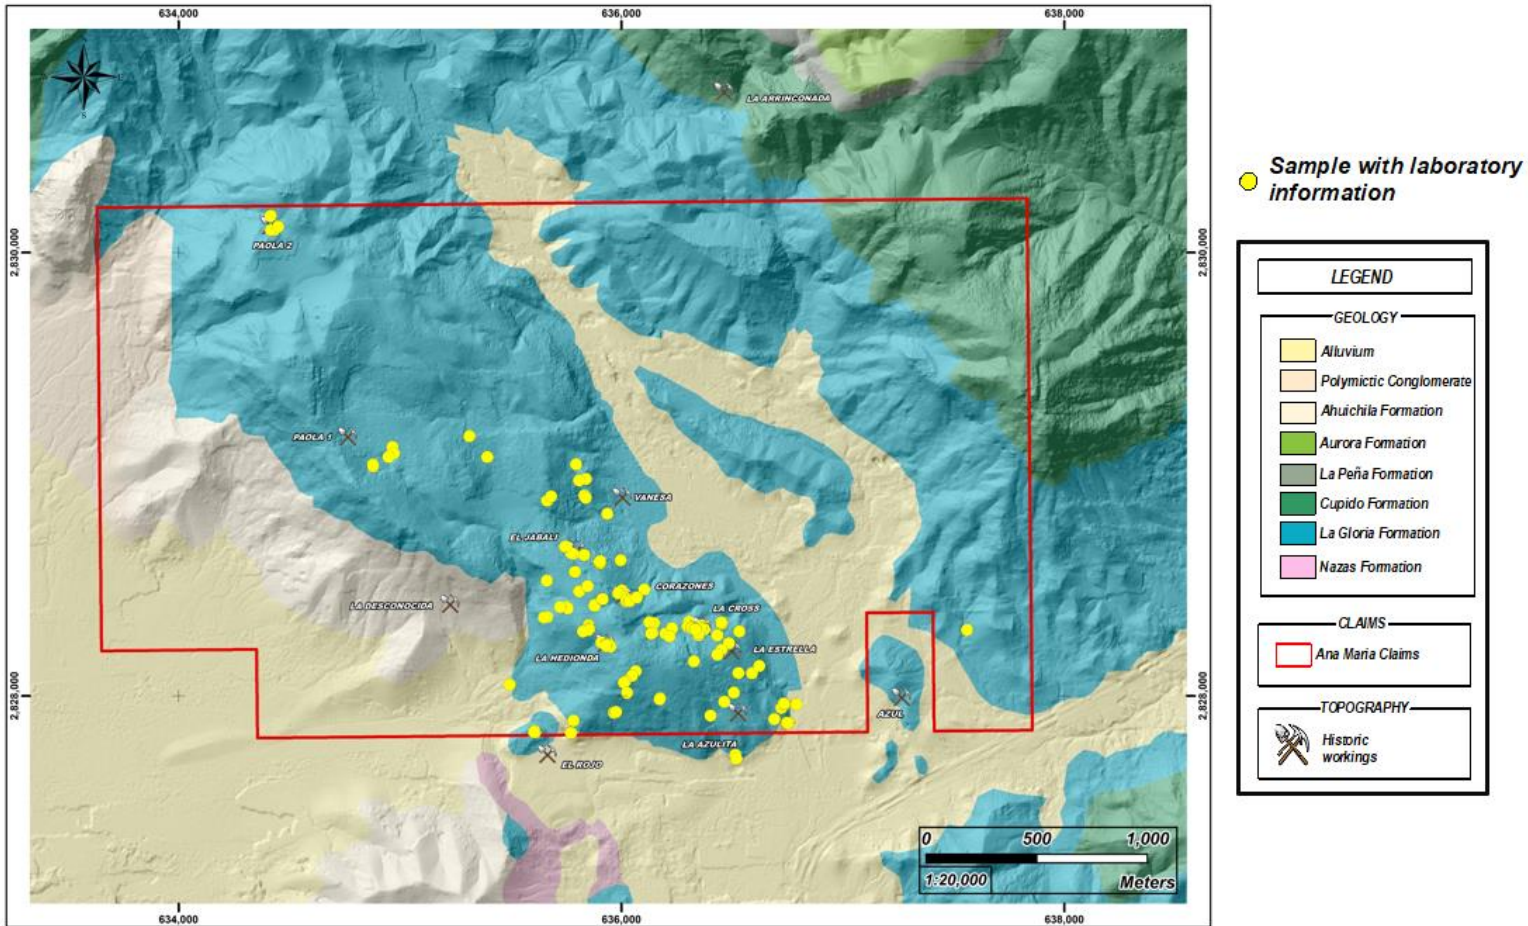 634,000
636,000
638,000
S
LA ARRINCONADA
2,830,000
2,830,000
PAOLA 2
PAOLA 1
VANESA
EL JABALI
CORAZONES
LA DESCONOCIDA
LA CROSS
LA HEDIONDA
LA ESTRELLA
2,828,000
2,828,000
AZUL
LA AZULITA
EL ROJO
0 500 1,000
1:20,000 Meters
634,000
636,000
638,000
Sample with laboratory
information
LEGEND
GEOLOGY
Alluvium
Polymictic Conglomerate
Ahuichila Formation
Aurora Formation
La Peña Formation
Cupido Formation
La Gloria Formation
Nazas Formation
CLAIMS
Ana Maria Claims
TOPOGRAPHY
Historic
workings